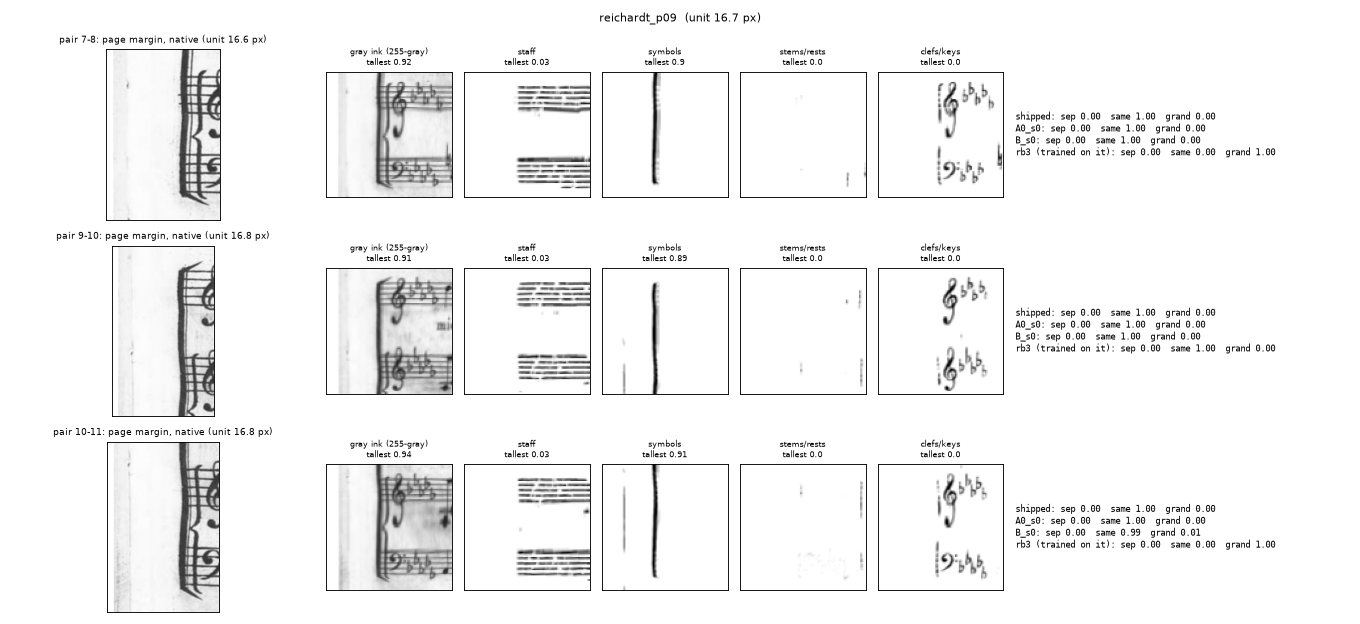 reichardt_p09 (unit 16.7 px)
pair 7-8: page margin, native (unit 16.6 px)
gray ink (255-gray)
tallest 0.92
staff
tallest 0.03
symbols
tallest 0.9
stems/rests
tallest 0.0
clefs/keys
tallest 0.0
shipped: sep 0.00 same 1.00 grand 0.00
A0_s0: sep 0.00 same 1.00 grand 0.00
B_s0: sep 0.00 same 1.00 grand 0.00
rb3 (trained on it): sep 0.00 same 0.00 grand 1.00
pair 9-10: page margin, native (unit 16.8 px)
gray ink (255-gray)
tallest 0.91
staff
tallest 0.03
symbols
tallest 0.89
stems/rests
tallest 0.0
clefs/keys
tallest 0.0
shipped: sep 0.00 same 1.00 grand 0.00
A0_s0: sep 0.00 same 1.00 grand 0.00
B_s0: sep 0.00 same 1.00 grand 0.00
rb3 (trained on it): sep 0.00 same 1.00 grand 0.00
pair 10-11: page margin, native (unit 16.8 px)
gray ink (255-gray)
tallest 0.94
staff
tallest 0.03
symbols
tallest 0.91
stems/rests
tallest 0.0
clefs/keys
tallest 0.0
shipped: sep 0.00 same 1.00 grand 0.00
A0_s0: sep 0.00 same 1.00 grand 0.00
B_s0: sep 0.00 same 0.99 grand 0.01
rb3 (trained on it): sep 0.00 same 0.00 grand 1.00